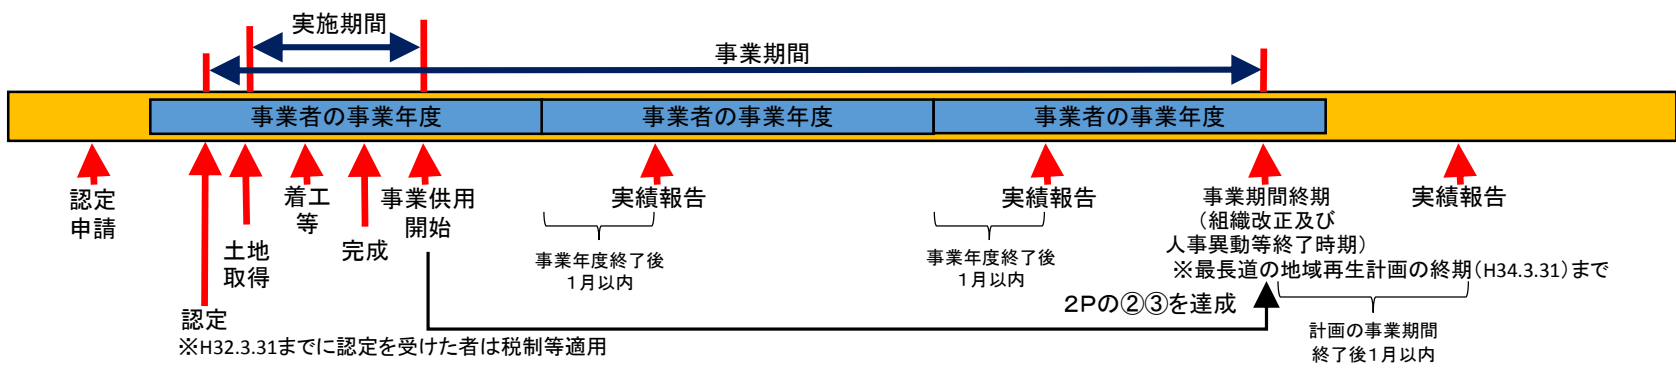 実施期間
事業期間
事業者の事業年度
事業者の事業年度
事業者の事業年度
認定
申請
土地
取得
着工
等
完成
事業供用
開始
実績報告
実績報告
事業期間終期
（組織改正及び
人事異動等終了時期）
※最長道の地域再生計画の終期（H34.3.31）まで
実績報告
事業年度終了後
１月以内
事業年度終了後
１月以内
２Ｐの②③を達成
計画の事業期間
終了後１月以内
認定
※H32.3.31までに認定を受けた者は税制等適用